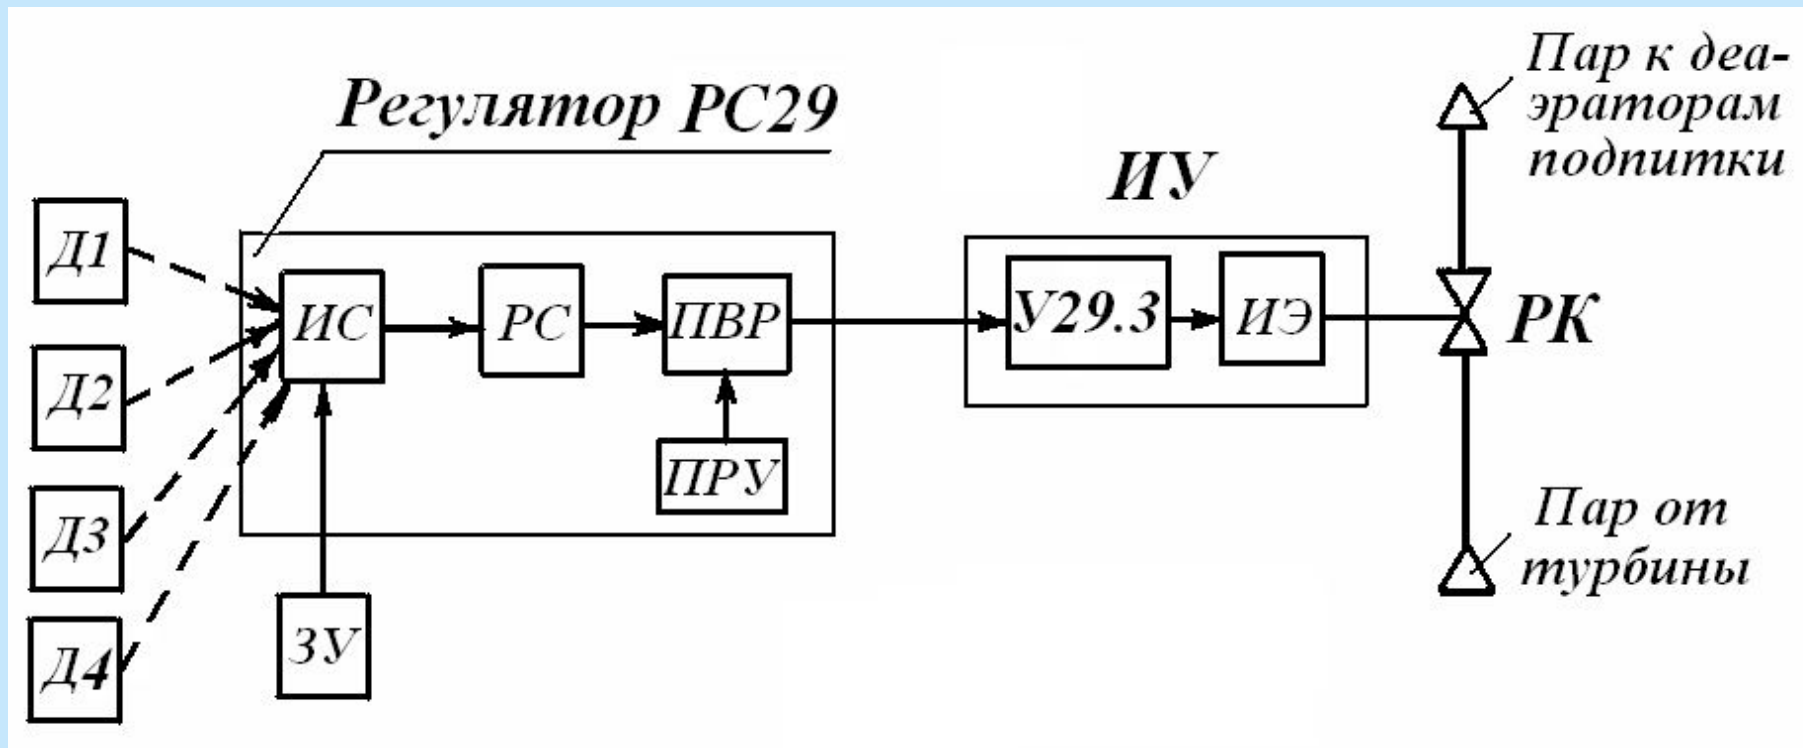 Регулятор РС29
Д1
Д2
Д3
Д4
ИС
РС
ПВР
ПРУ
ЗУ
ИУ
У29.3
ИЭ
РК
Пар к деа-
эраторам
подпитки
Пар от
турбины